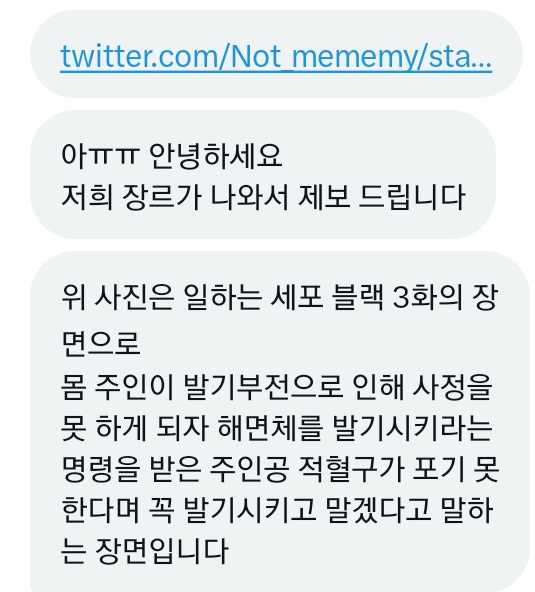 twitter.com/Not_mememy/sta...
아ㅠㅠ 안녕하세요
저희 장르가 나와서 제보 드립니다
위 사진은 일하는 세포 블랙 3화의 장
면으로
몸 주인이 발기부전으로 인해 사정을
못 하게 되자 해면체를 발기시키라는
명령을 받은 주인공 적혈구가 포기 못
한다며 꼭 발기시키고 말겠다고 말하
는 장면입니다